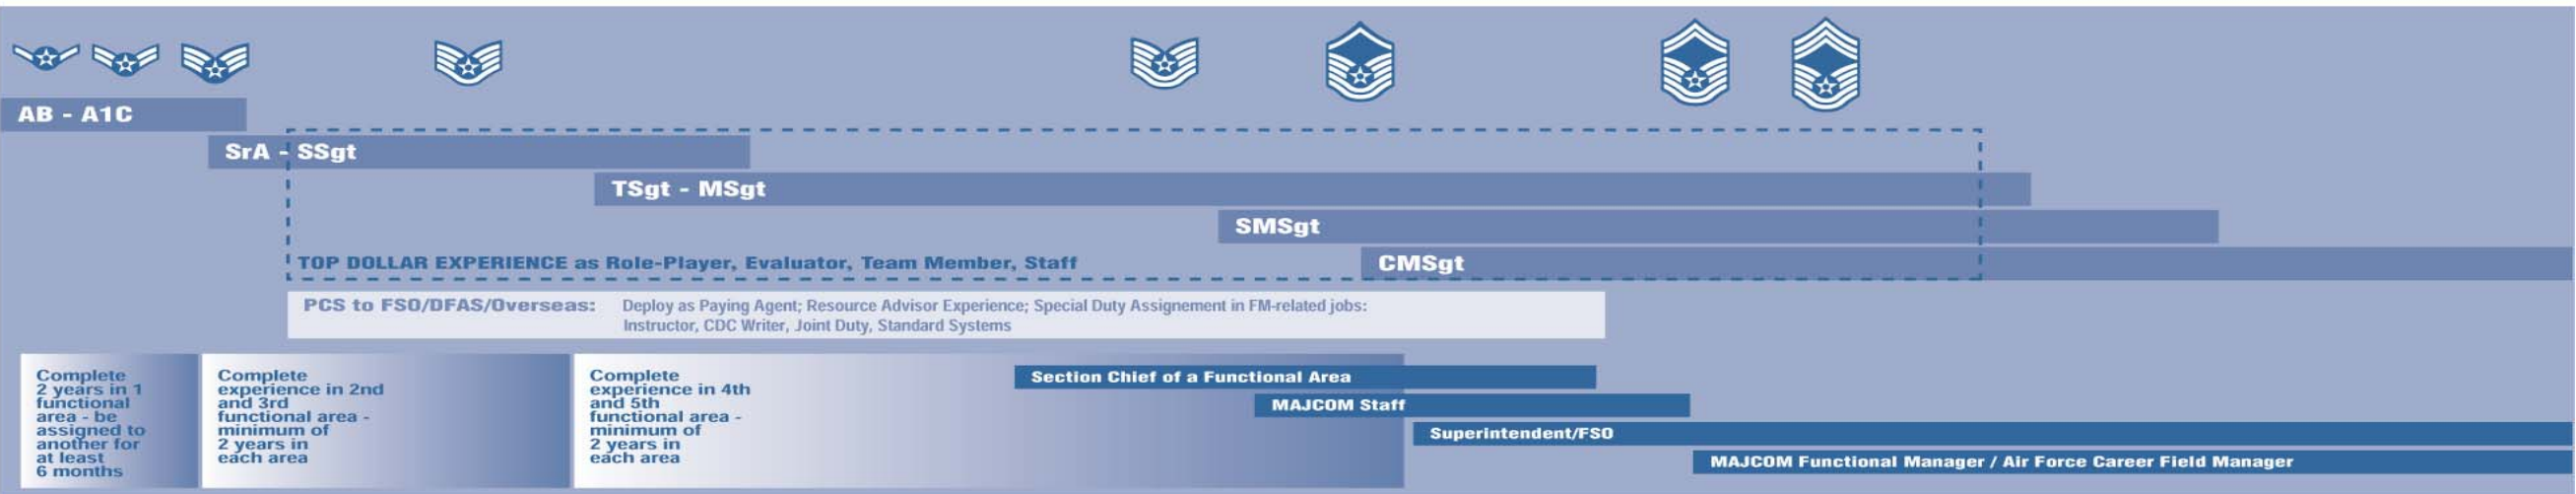 AB - A1C
SrA - SSgt
TSgt - MSgt
SMSgt
TOP DOLLAR EXPERIENCE as Role-Player, Evaluator, Team Member, Staff
CMSgt
PCS to FSO/DFAS/Overseas:
Deploy as Paying Agent; Resource Advisor Experience; Special Duty Assignement in FM-related jobs:
Instructor, CDC Writer, Joint Duty, Standard Systems
Complete
2 years in 1
functional
area - be
assigned to
another for
at least
6 months
Complete
experience in 2nd
and 3rd
functional area -
minimum of
2 years in
each area
Complete
experience in 4th
and 5th
functional area -
minimum of
2 years in
each area
Section Chief of a Functional Area
MAJCOM Staff
Superintendent/FSO
MAJCOM Functional Manager / Air Force Career Field Manager